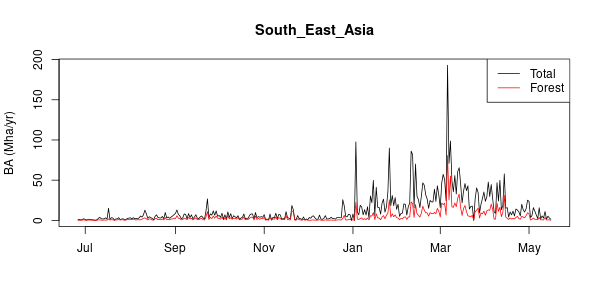 South_East_Asia
BA (Mha/yr)
200
150
100
50
0
Total
Forest
Jul Sep Nov Jan Mar May